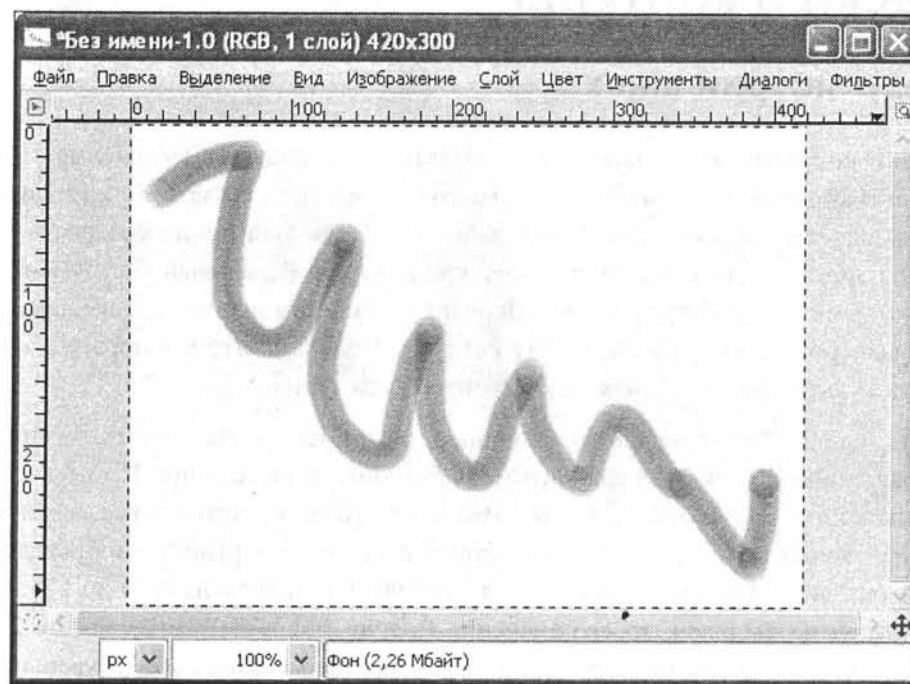 *Без имени-1.0 (RGB, 1 слой) 420x300
Файл Правка Выделение Вид Изображение Слой Цвет Инструменты Диалоги Фильтры
0 100 200 300 400
0
100
200
px 100% Фон (2,26 Мбайт)